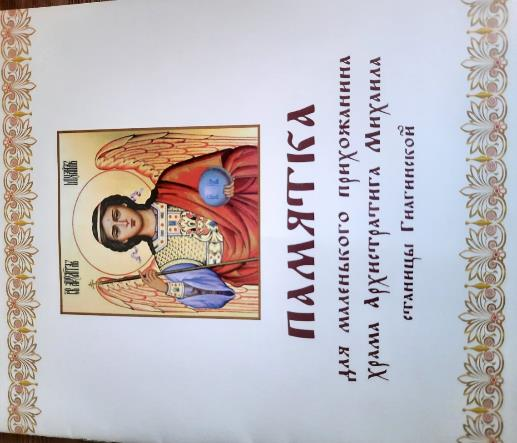 ПАМЯТКА
для маленького прихожанина
Храма Архистратига Михаила
станицы Гиагинской